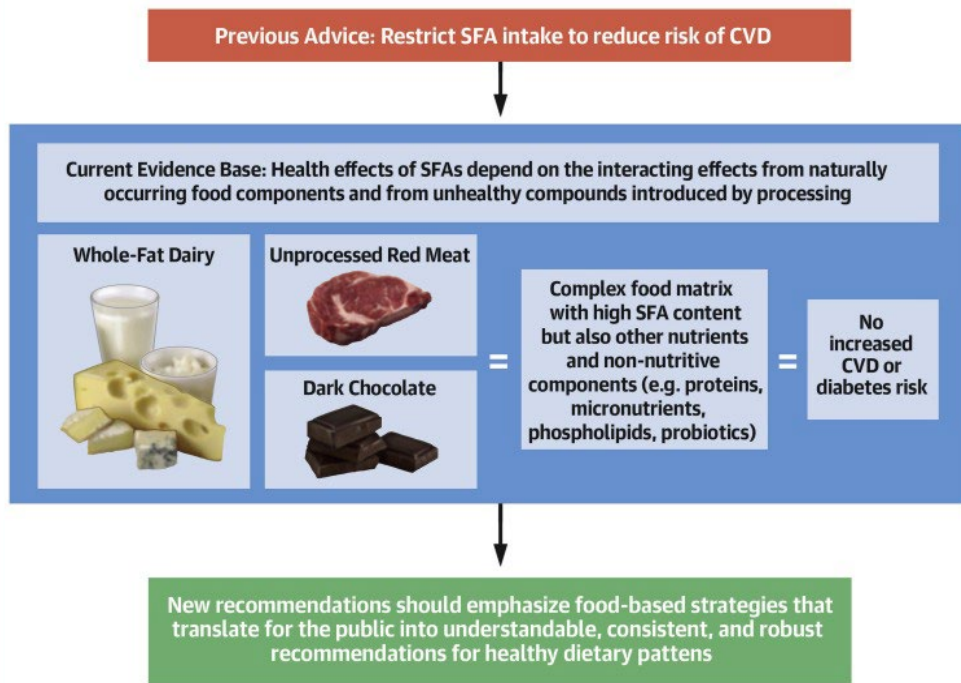 Previous Advice: Restrict SFA intake to reduce risk of CVD
Current Evidence Base: Health effects of SFAs depend on the interacting effects from naturally
occurring food components and from unhealthy compounds introduced by processing
Whole-Fat Dairy
Unprocessed Red Meat
Dark Chocolate
=
Complex food matrix
with high SFA content
but also other nutrients
and non-nutritive
components (e.g. proteins,
micronutrients,
phospholipids, probiotics)
=
No
increased
CVD or
diabetes risk
New recommendations should emphasize food-based strategies that
translate for the public into understandable, consistent, and robust
recommendations for healthy dietary pattens